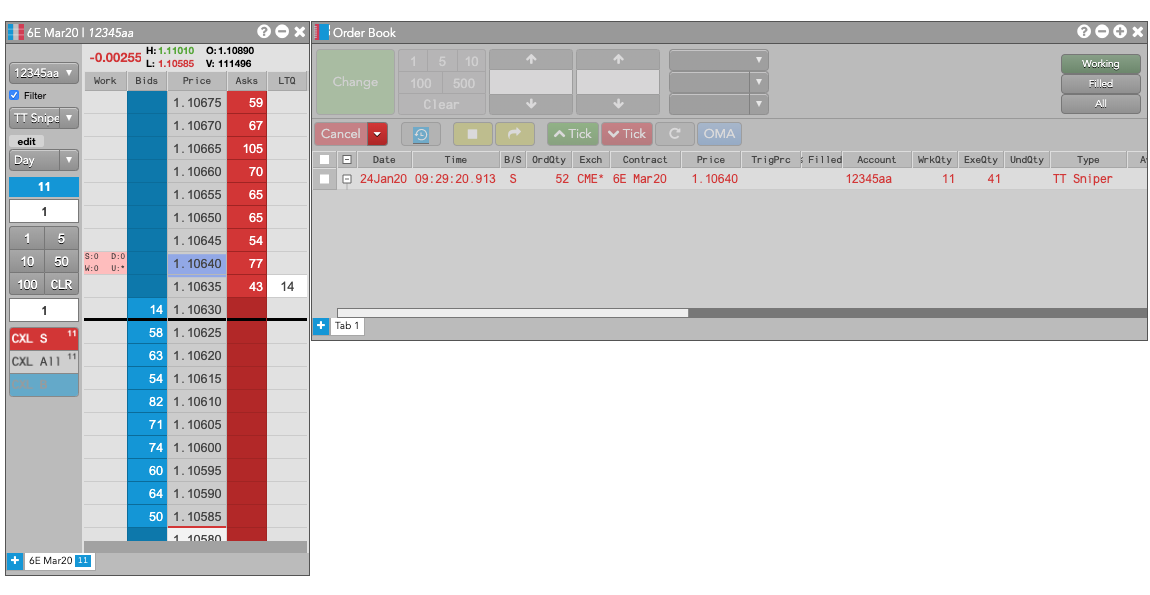 6E Mar20 | 12345aa
-0.00255 H: 1.11010 O: 1.10890
L: 1.10585 V: 111496
12345aa
Filter
TT Snipe
edit
Day
11
1
1 5
10 50
100 CLR
1
CXL S 11
CXL All 11
Work Bids Price Asks LTQ
1.10675 59
1.10670 67
1.10665 105
1.10660 70
1.10655 65
1.10650 65
1.10645 54
S:0 D:0 1.10640 77
W:0 U:*
1.10635 43 14
14 1.10630
58 1.10625
63 1.10620
54 1.10615
82 1.10610
71 1.10605
74 1.10600
60 1.10595
64 1.10590
50 1.10585
1.10580
+ 6E Mar20 11
Order Book
Change
1 5 10
100 500
Clear
Working
Filled
All
Cancel Tick Tick C OMA
Date Time B/S OrdQty Exch Contract Price TrigPrc Filled Account WrkQty ExeQty UndQty Type A
24Jan20 09:29:20.913 S 52 CME* 6E Mar20 1.10640 12345aa 11 41 TT Sniper
+ Tab 1